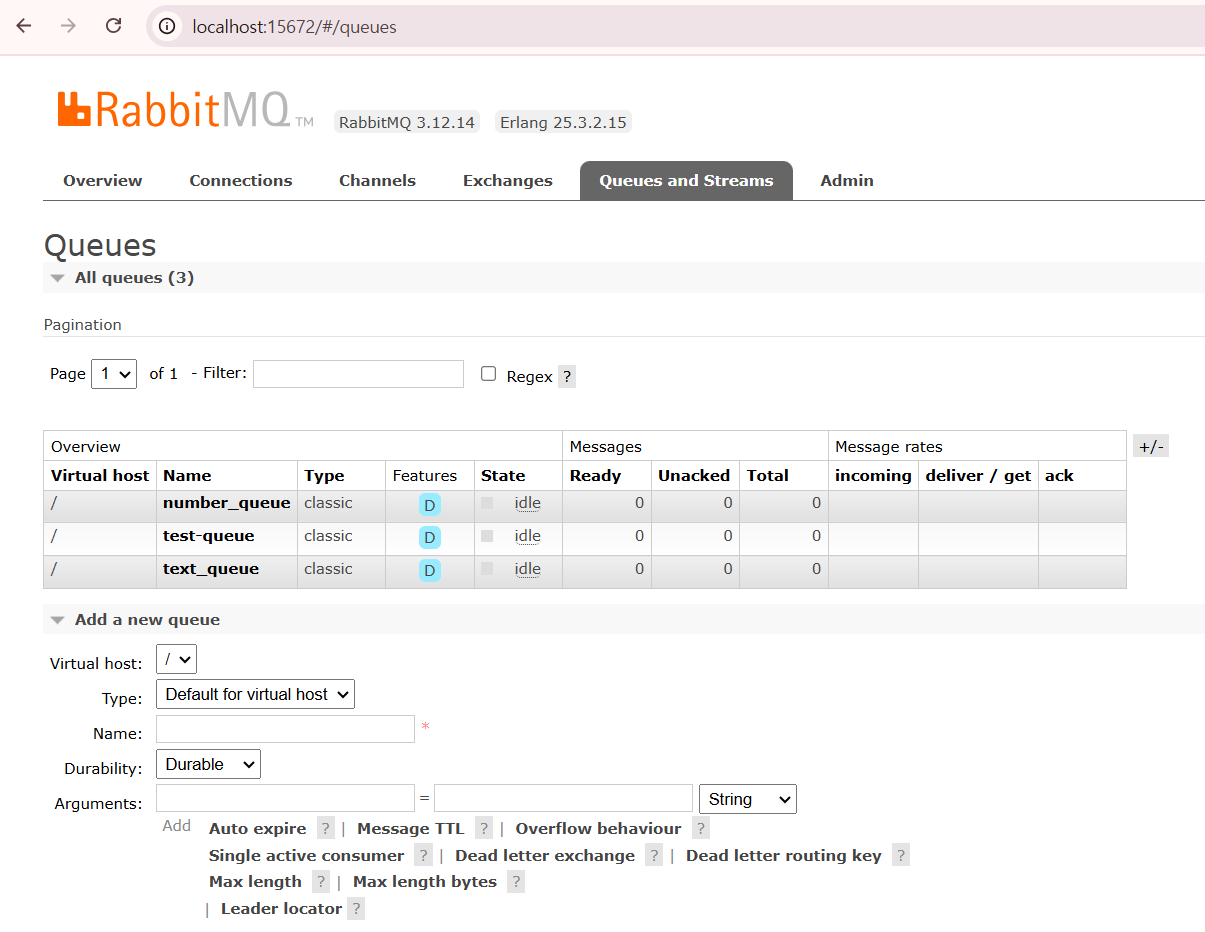 localhost:15672/#/queues
RabbitMQ TM RabbitMQ 3.12.14 Erlang 25.3.2.15
Overview Connections Channels Exchanges Queues and Streams Admin
Queues
All queues (3)
Pagination
Page 1 of 1 - Filter: Regex ?
Overview Messages Message rates +/-
Virtual host Name Type Features State Ready Unacked Total incoming deliver / get ack
/ number_queue classic D idle 0 0 0
/ test-queue classic D idle 0 0 0
/ text_queue classic D idle 0 0 0
Add a new queue
Virtual host: /
Type: Default for virtual host
Name: *
Durability: Durable
Arguments: = String
Add Auto expire ? | Message TTL ? | Overflow behaviour ?
Single active consumer ? | Dead letter exchange ? | Dead letter routing key ?
Max length ? | Max length bytes ?
| Leader locator ?